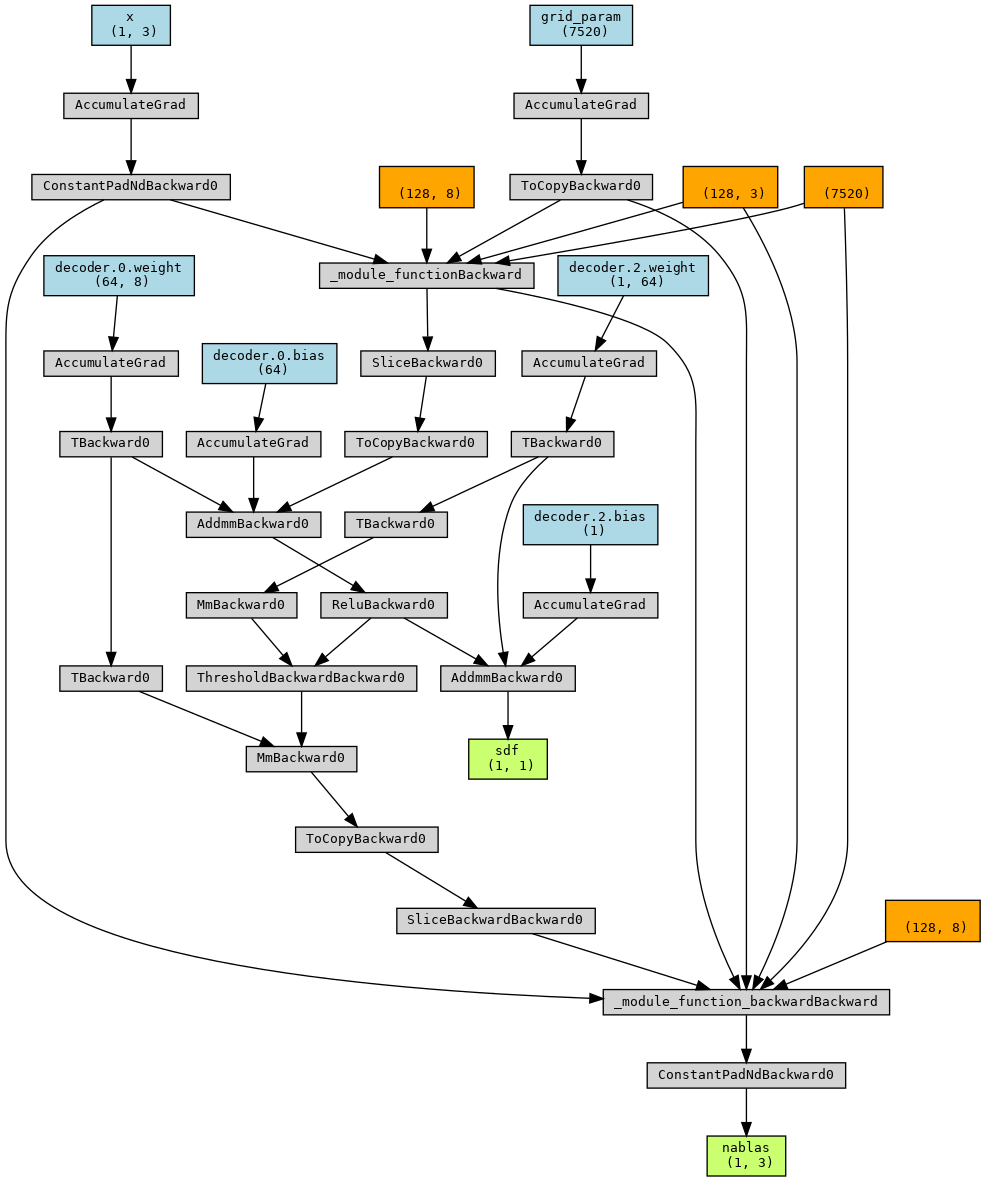 x
(1, 3)
grid_param
(7520)
AccumulateGrad
AccumulateGrad
ConstantPadNdBackward0
(128, 8)
ToCopyBackward0
(128, 3)
(7520)
decoder.0.weight
(64, 8)
_module_functionBackward
decoder.2.weight
(1, 64)
AccumulateGrad
decoder.0.bias
(64)
SliceBackward0
AccumulateGrad
TBackward0
AccumulateGrad
ToCopyBackward0
TBackward0
AddmmBackward0
TBackward0
decoder.2.bias
(1)
MmBackward0
ReluBackward0
AccumulateGrad
TBackward0
ThresholdBackwardBackward0
AddmmBackward0
MmBackward0
sdf
(1, 1)
ToCopyBackward0
SliceBackwardBackward0
(128, 8)
_module_function_backwardBackward
ConstantPadNdBackward0
nablas
(1, 3)